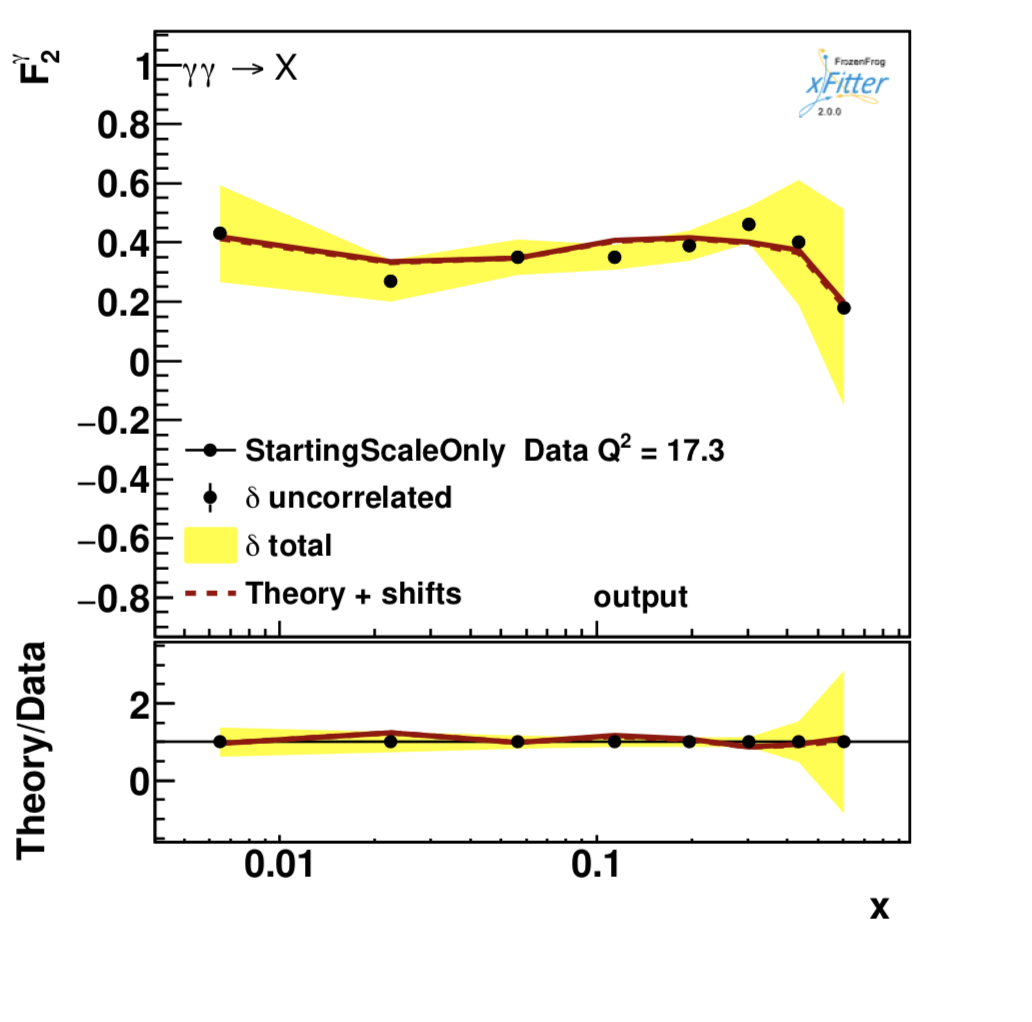 F₂^γ
γγ → X
FrozenFrog
xFitter
2.0.0
1
0.8
0.6
0.4
0.2
0
−0.2
−0.4
−0.6
−0.8
StartingScaleOnly Data Q² = 17.3
δ uncorrelated
δ total
Theory + shifts
output
Theory/Data
2
0
0.01 0.1
x